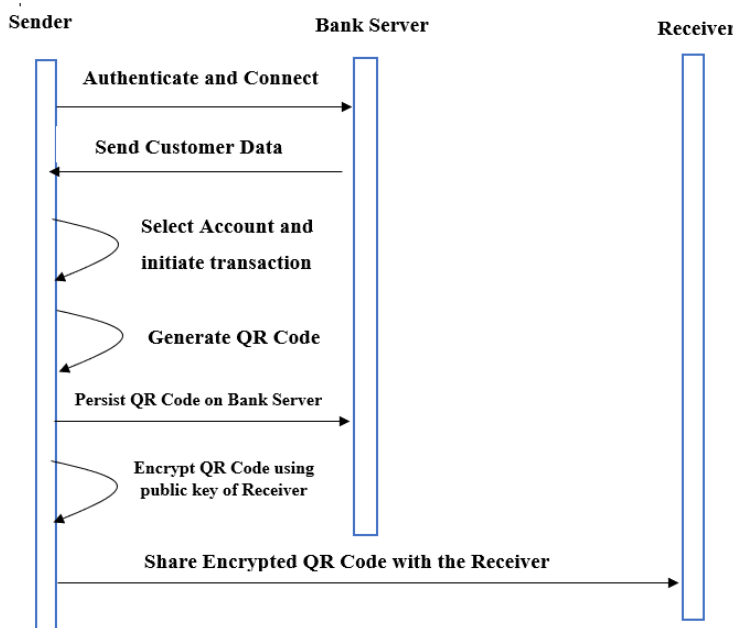 Sender
Bank Server
Receiver
Authenticate and Connect
Send Customer Data
Select Account and
initiate transaction
Generate QR Code
Persist QR Code on Bank Server
Encrypt QR Code using
public key of Receiver
Share Encrypted QR Code with the Receiver